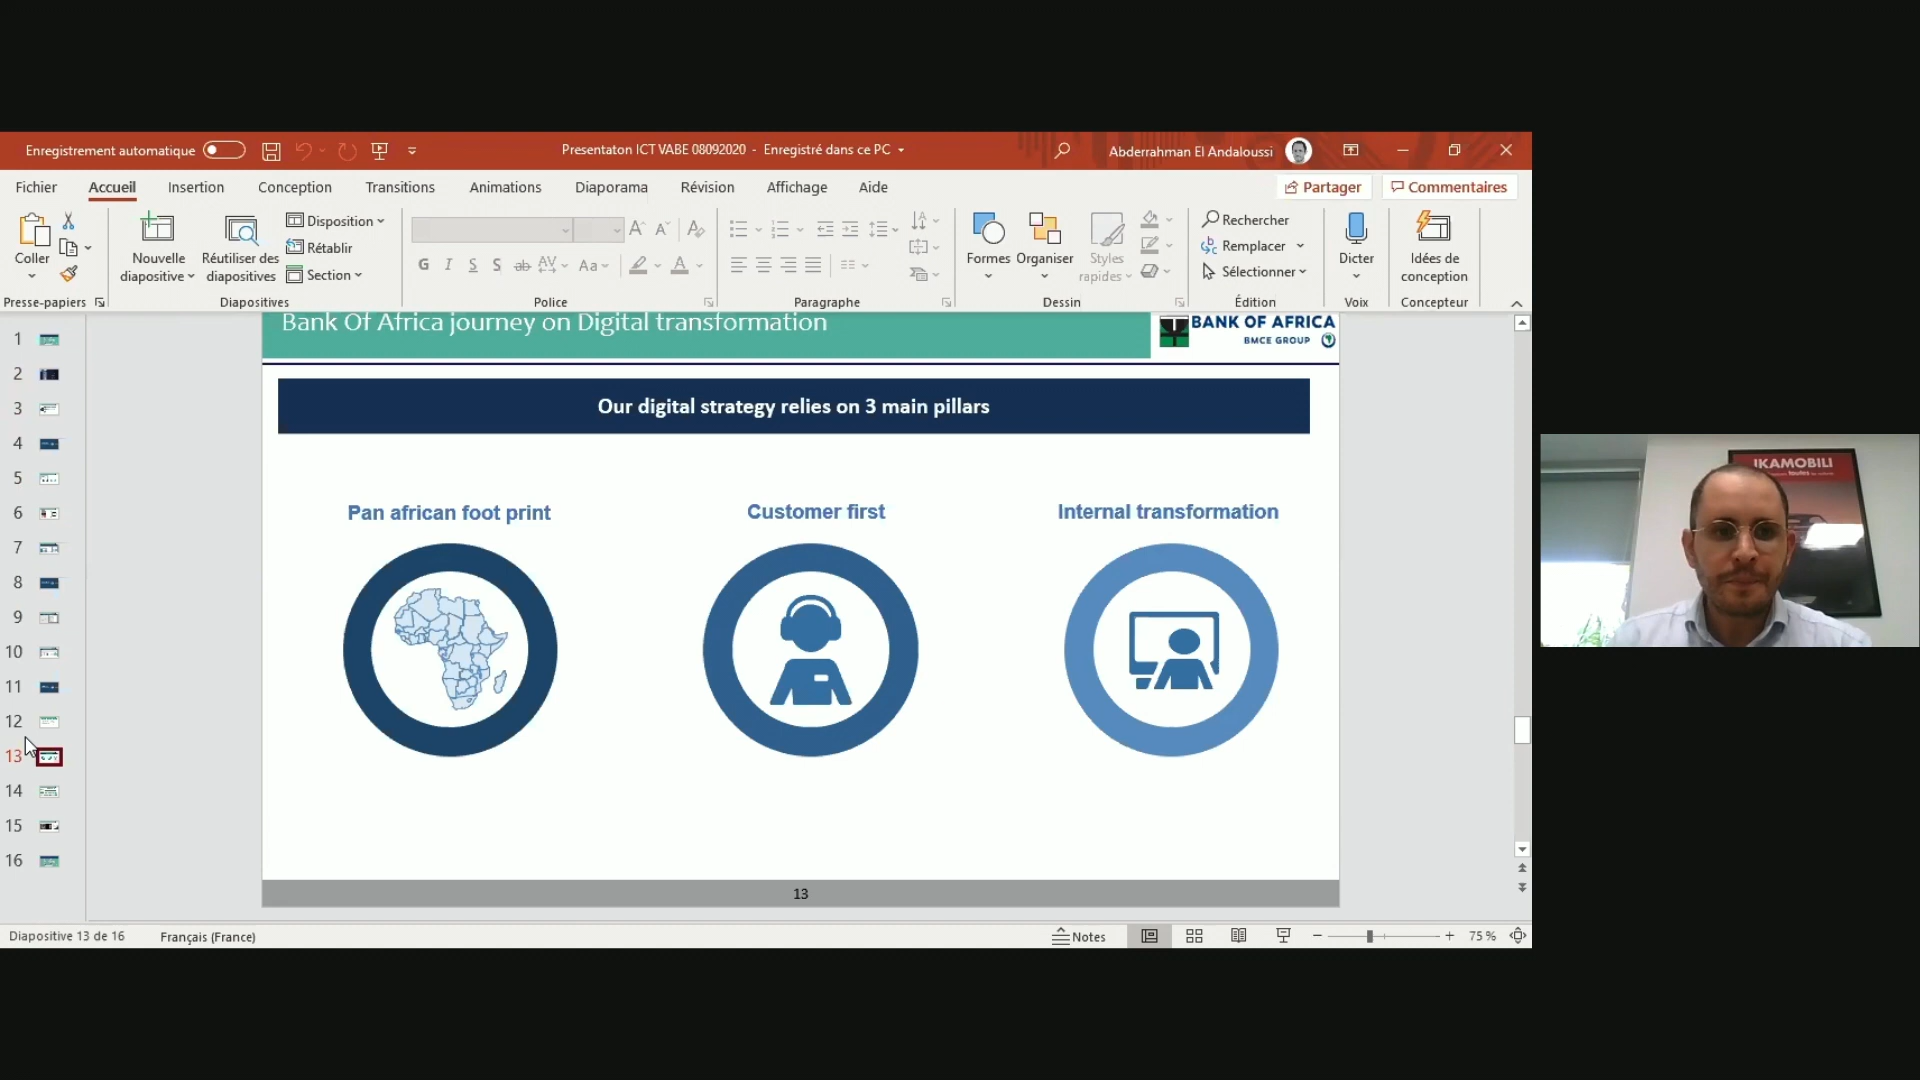 Enregistrement automatique
Presentaton ICT VABE 08092020 - Enregistré dans ce PC
Abderrahman El Andaloussi
Fichier Accueil Insertion Conception Transitions Animations Diaporama Révision Affichage Aide
Partager Commentaires
Coller
Nouvelle diapositive
Réutiliser des diapositives
Disposition
Rétablir
Section
G I S S ab AV Aa A
Formes Organiser Styles rapides
Rechercher
Remplacer
Sélectionner
Dicter
Idées de conception
Presse-papiers Diapositives Police Paragraphe Dessin Édition Voix Concepteur
Bank Of Africa journey on Digital transformation
BANK OF AFRICA
BMCE GROUP
Our digital strategy relies on 3 main pillars
Pan african foot print Customer first Internal transformation
13
1
2
3
4
5
6
7
8
9
10
11
12
13
14
15
16
IKAMOBILI
Diapositive 13 de 16 Français (France) Notes 75 %